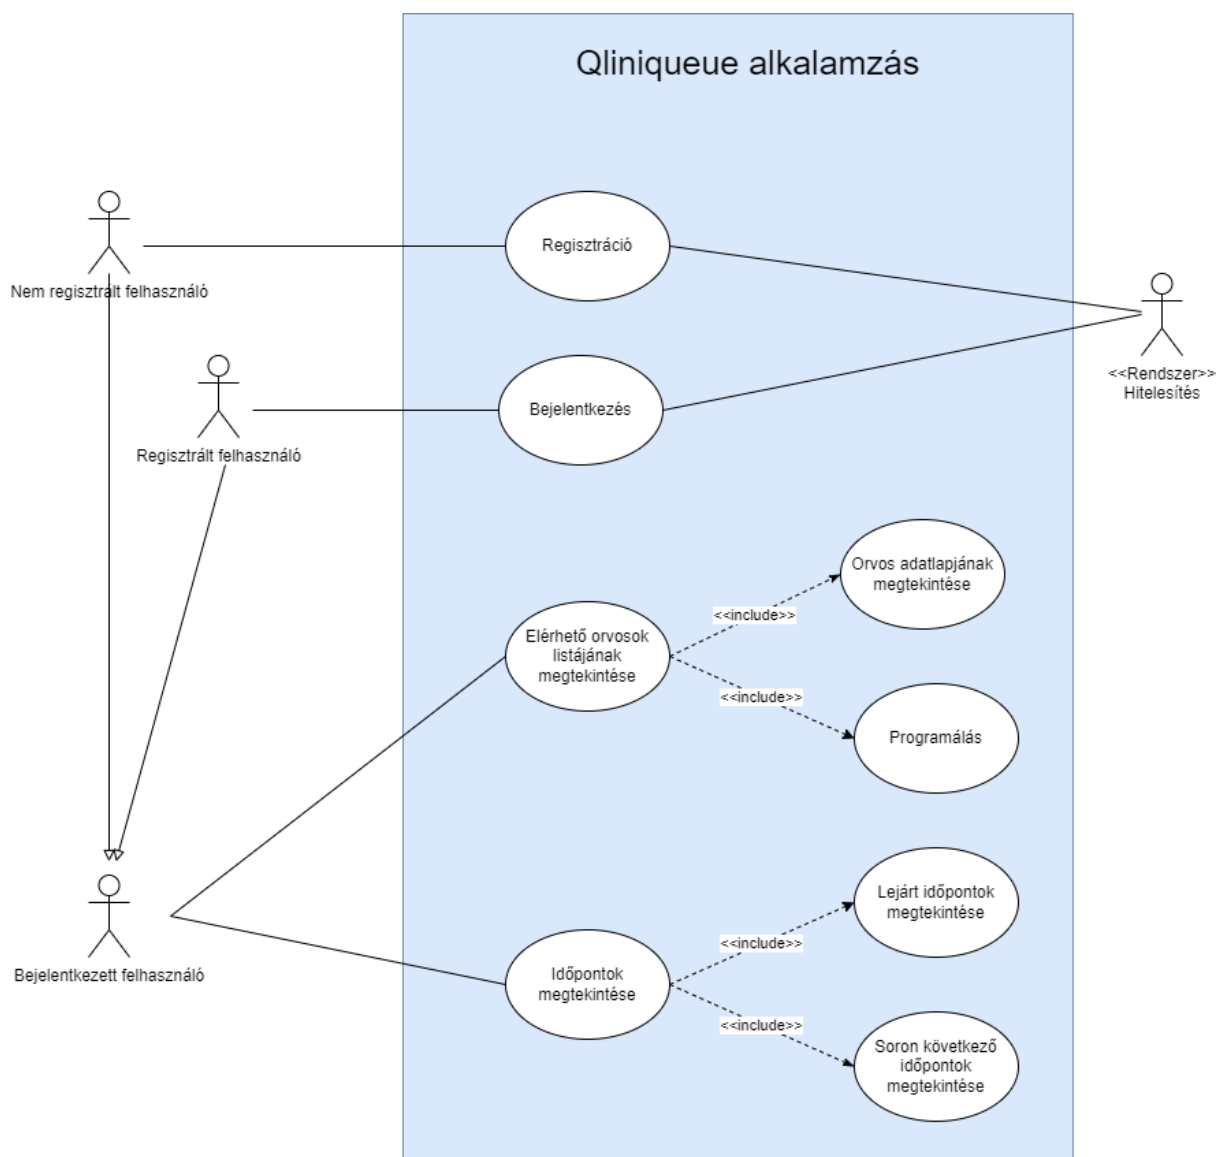 Qliniqueue alkalamzás
Regisztráció
Nem regisztrált felhasználó
<<Rendszer>>
Hitelesítés
Bejelentkezés
Regisztrált felhasználó
Orvos adatlapjának
megtekintése
<<include>>
Elérhető orvosok
listájának
megtekintése
<<include>>
Programálás
Lejárt időpontok
megtekintése
<<include>>
Bejelentkezett felhasználó
Időpontok
megtekintése
<<include>>
Soron következő
időpontok
megtekintése